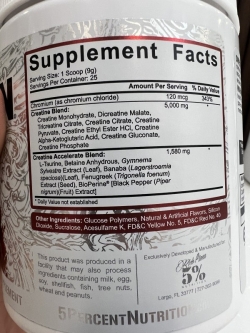 Supplement Facts
Serving Size: 1 Scoop (9g)
Servings Per Container: 25
Amount Per Serving % Daily Value
Chromium (as chromium chloride) 120 mcg 343%
Creatine Blend: 5,000 mg *
Creatine Monohydrate, Dicreatine Malate,
Tricreatine Citrate, Creatine Citrate, Creatine
Pyruvate, Creatine Ethyl Ester HCl, Creatine
Alpha-Ketoglutaric Acid, Creatine Gluconate,
Creatine Phosphate
Creatine Accelerate Blend: 1,580 mg *
L-Taurine, Betaine Anhydrous, Gymnema
Sylvestre Extract (Leaf), Banaba (Lagerstroemia
speciosa)(Leaf), Fenugreek (Trigonella foenum)
Extract (Seed), BioPerine® [Black Pepper (Piper
nigrum)(Fruit) Extract]
* Daily Value not established
Other Ingredients: Glucose Polymers, Natural & Artificial Flavors, Silicon
Dioxide, Sucralose, Acesulfame K, FD&C Yellow No. 5, FD&C Red No. 40
This product was produced in a
facility that may also process
ingredients containing milk, egg,
soy, shellfish, fish, tree nuts,
wheat and peanuts.
Exclusively Developed & Manufactured For
5%
Largo, FL 33771
5PERCENTNUTRITION